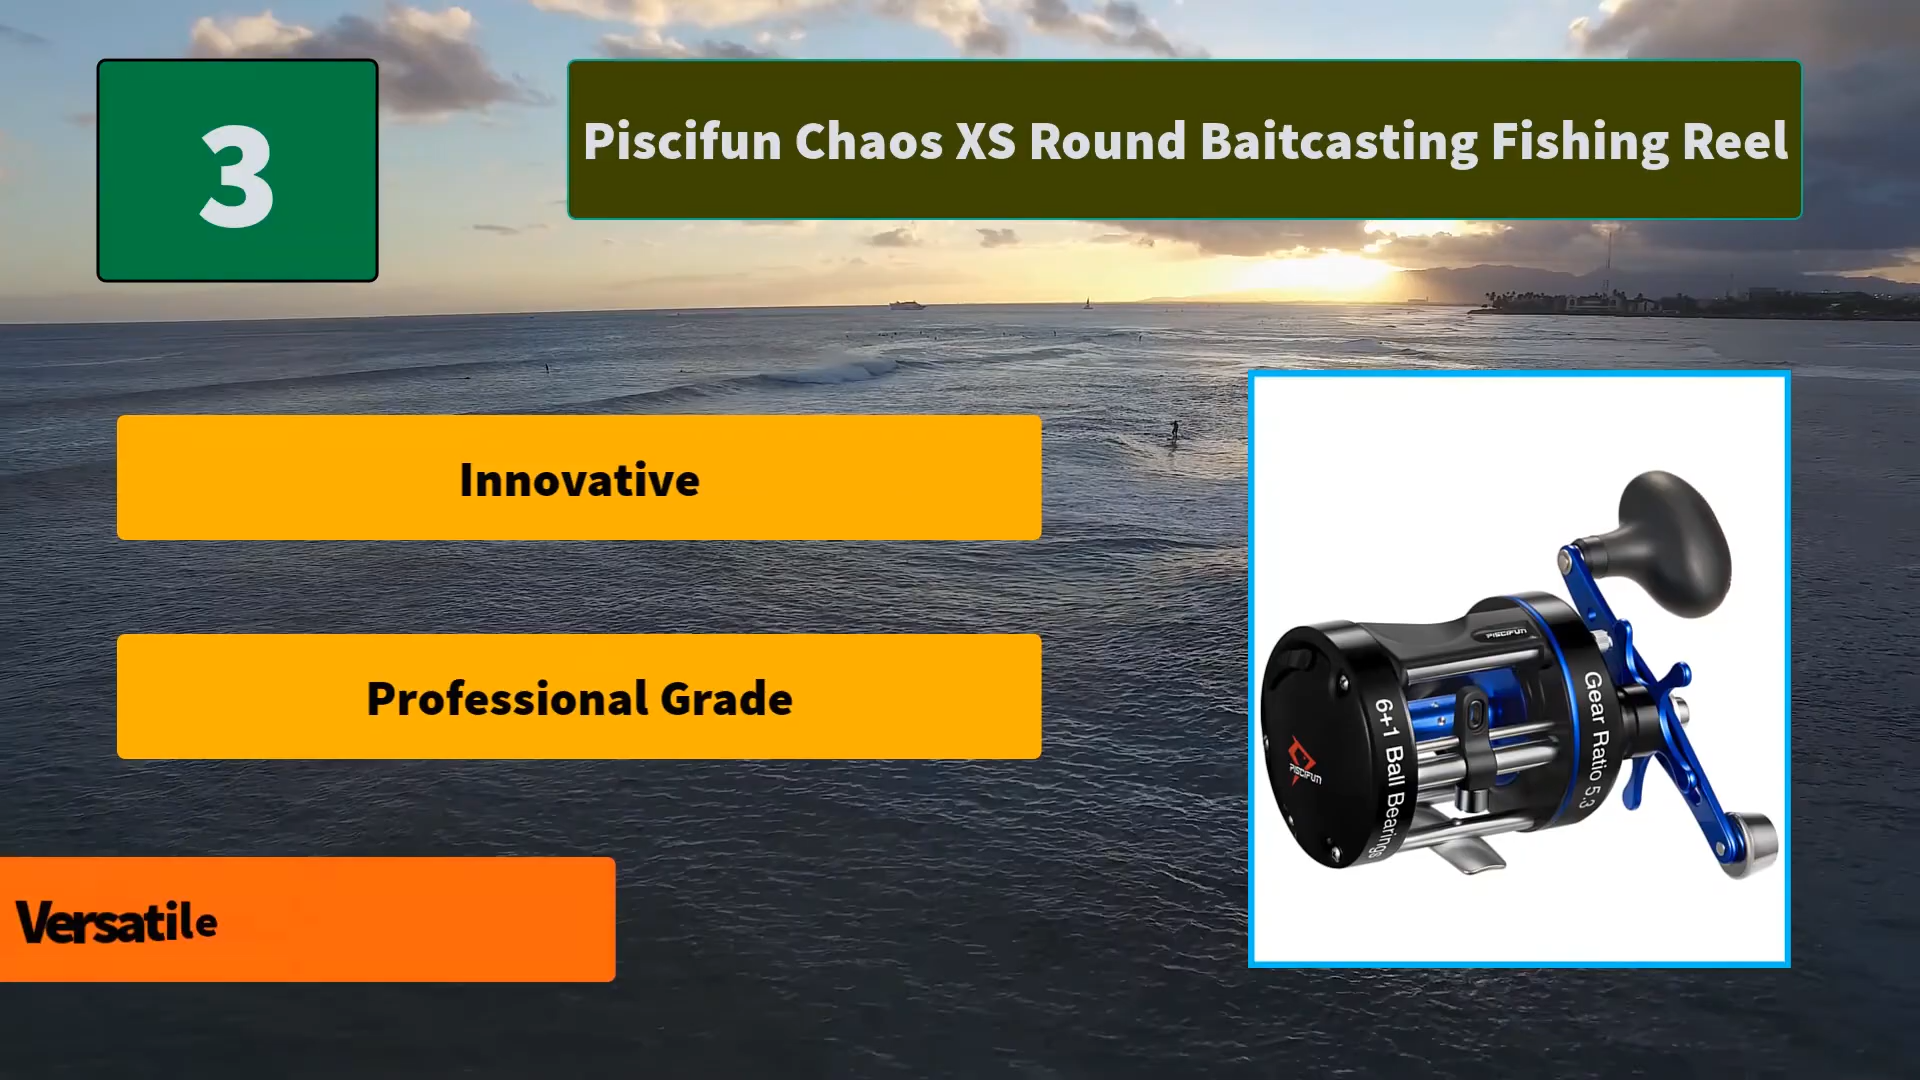 3
Piscifun Chaos XS Round Baitcasting Fishing Reel
Innovative
Professional Grade
Versatile
PISCIFUN
PISCIFUN
6+1 Ball Bearings
Gear Ratio 5.3